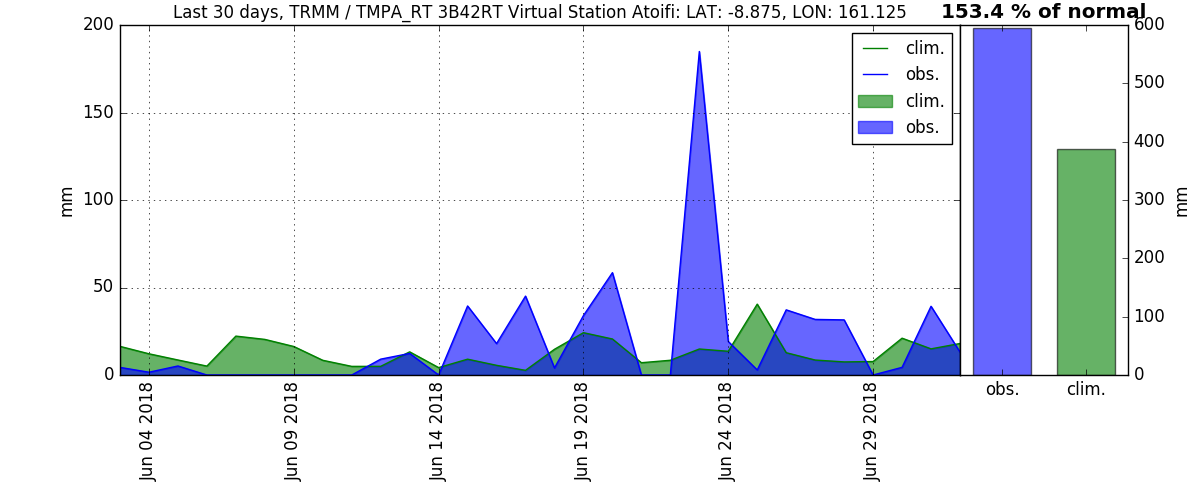 Last 30 days, TRMM / TMPA_RT 3B42RT Virtual Station Atoifi: LAT: -8.875, LON: 161.125
153.4 % of normal
200
150
100
50
0
mm
clim.
obs.
clim.
obs.
Jun 04 2018
Jun 09 2018
Jun 14 2018
Jun 19 2018
Jun 24 2018
Jun 29 2018
600
500
400
300
200
100
0
mm
obs.
clim.